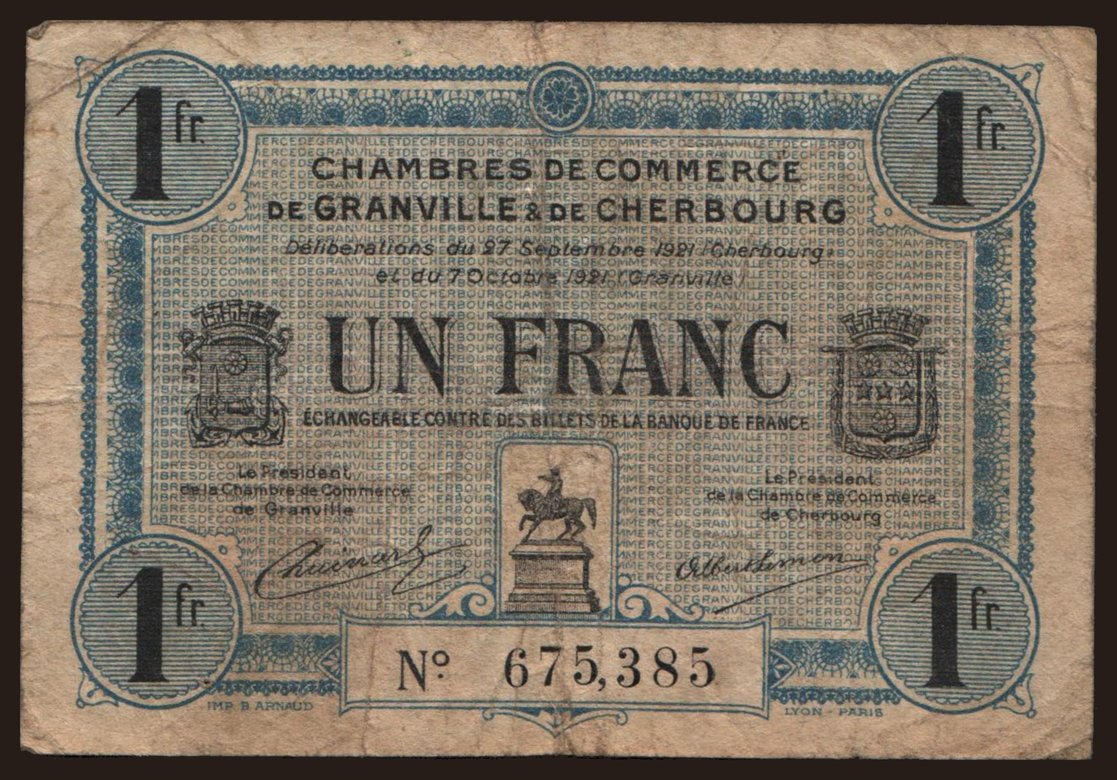 1 fr.
1 fr.
CHAMBRES DE COMMERCE
DE GRANVILLE & DE CHERBOURG
Délibérations du 27 Septembre 1921 (Cherbourg)
et du 7 Octobre 1921 (Granville)
UN FRANC
ÉCHANGEABLE CONTRE DES BILLETS DE LA BANQUE DE FRANCE
Le Président
de la Chambre de Commerce
de Granville
Le Président
de la Chambre de Commerce
de Cherbourg
1 fr.
1 fr.
No. 675,385
IMP. B. ARNAUD
LYON - PARIS